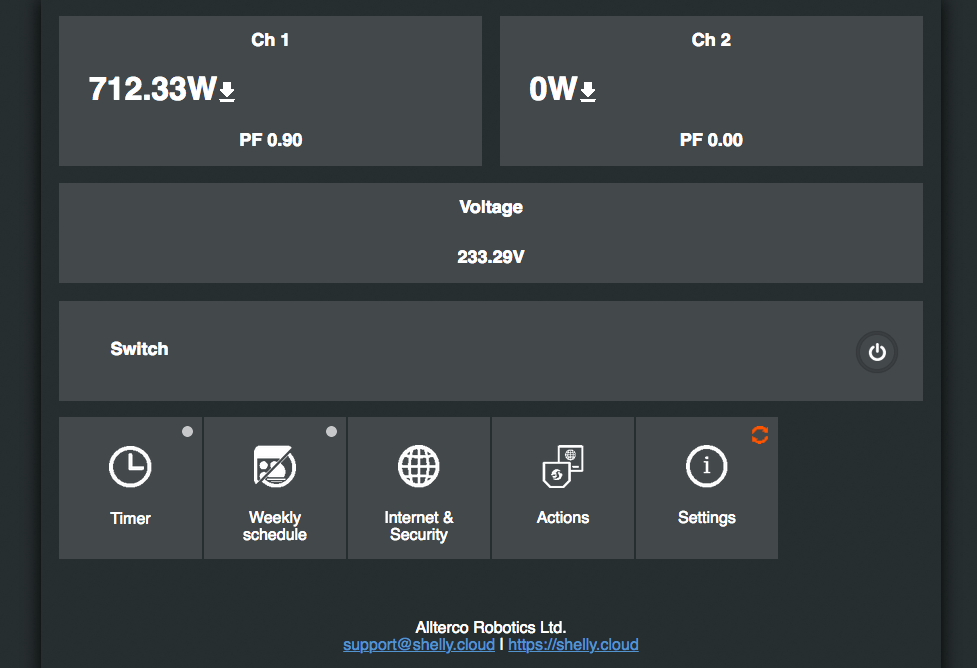 Ch 1
712.33W
PF 0.90
Ch 2
0W
PF 0.00
Voltage
233.29V
Switch
Timer
Weekly
schedule
Internet &
Security
Actions
Settings
Allterco Robotics Ltd.
support@shelly.cloud | https://shelly.cloud